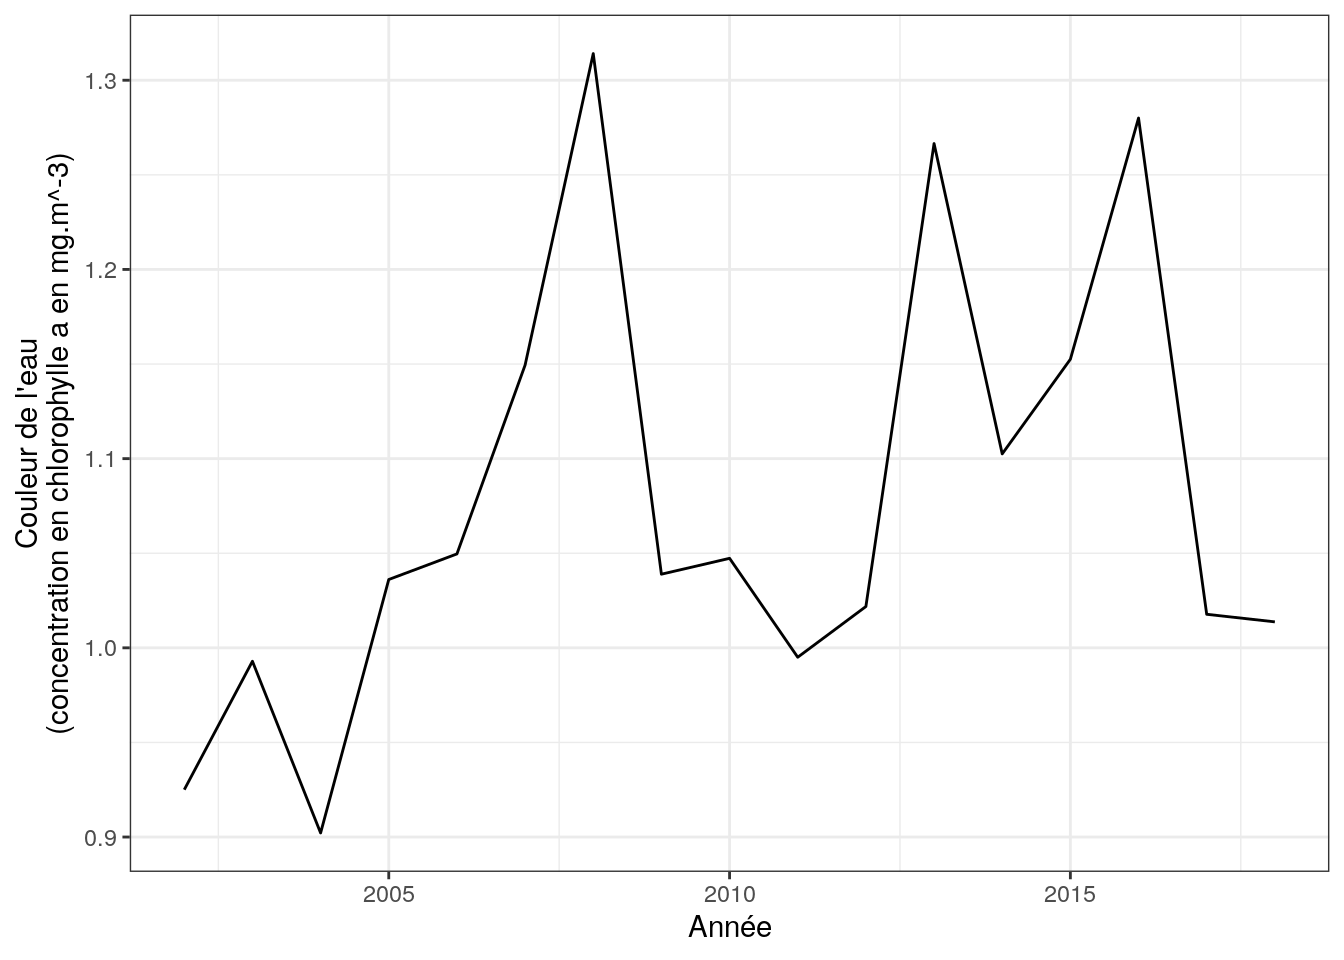 Couleur de l'eau
(concentration en chlorophylle a en mg.m^-3)
1.3
1.2
1.1
1.0
0.9
2005
2010
2015
Année